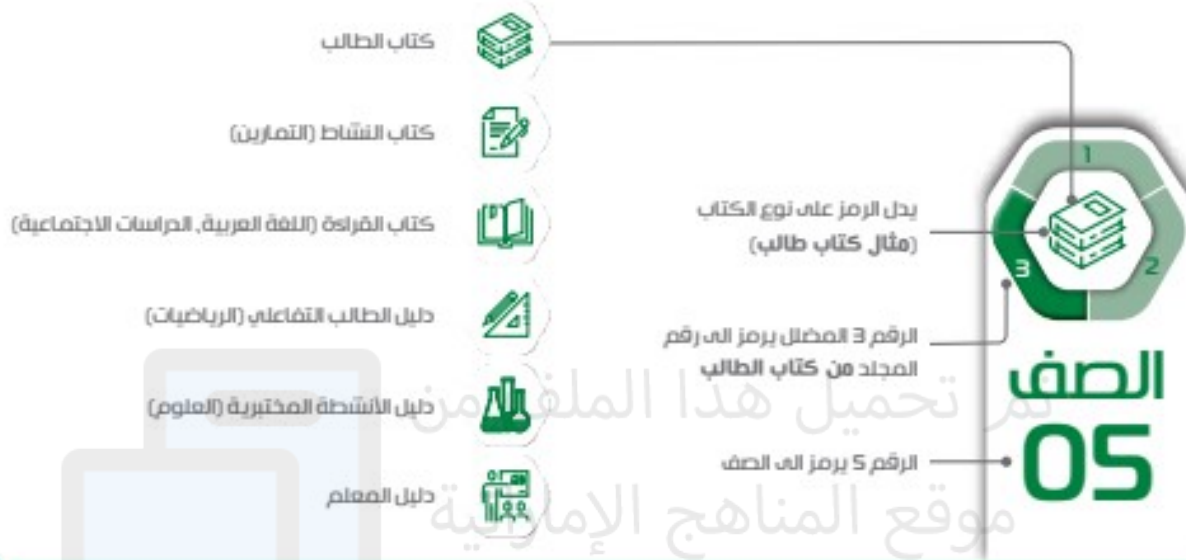 1
2
3
الصف
05
يدل الرمز على نوع الكتاب
(مثال كتاب طالب)
الرقم 3 المضلل يرمز الى رقم
المجلد من كتاب الطالب
الرقم 5 يرمز الى الصف
كتاب الطالب
كتاب النشاط (التمارين)
كتاب القراءة (اللغة العربية، الدراسات الاجتماعية)
دليل الطالب التفاعلي (الرياضيات)
دليل الأنشطة المختبرية (العلوم)
دليل المعلم
تم تحميل هذا الملف من
موقع المناهج الإماراتية